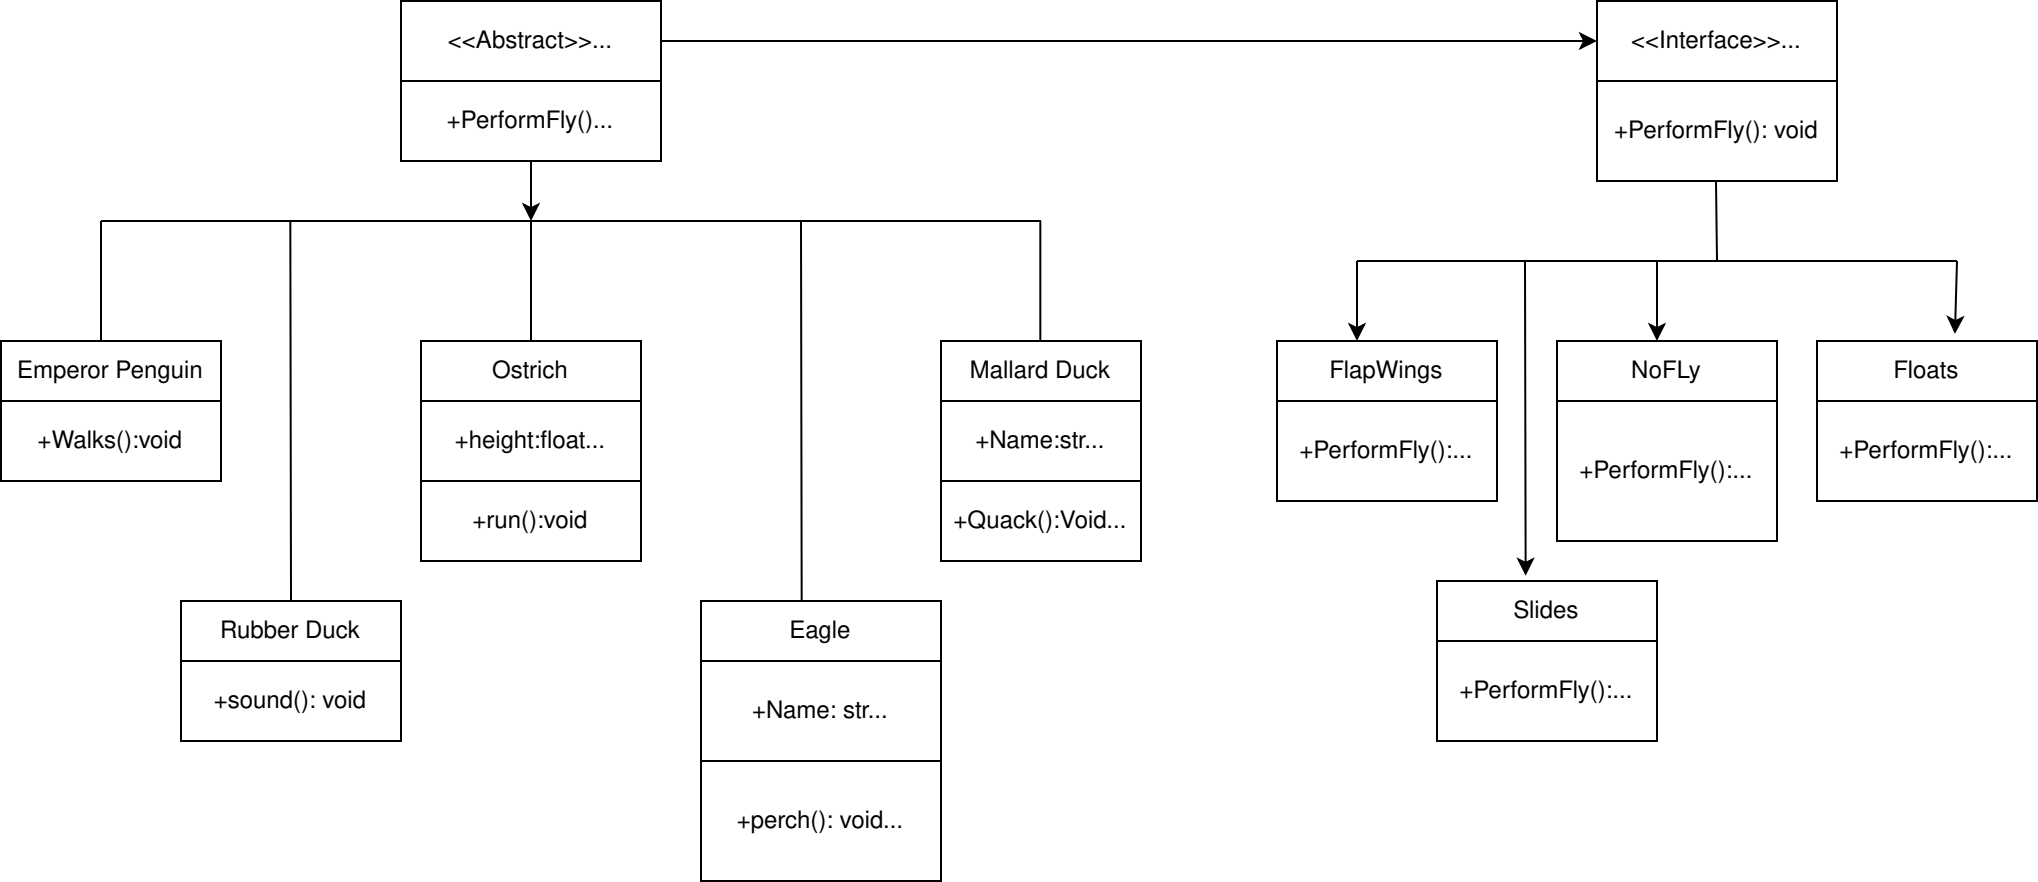 <<Abstract>>...
+PerformFly()...
<<Interface>>...
+PerformFly(): void
Emperor Penguin
+Walks():void
Ostrich
+height:float...
+run():void
Mallard Duck
+Name:str...
+Quack():Void...
FlapWings
+PerformFly():...
NoFLy
+PerformFly():...
Floats
+PerformFly():...
Rubber Duck
+sound(): void
Eagle
+Name: str...
+perch(): void...
Slides
+PerformFly():...